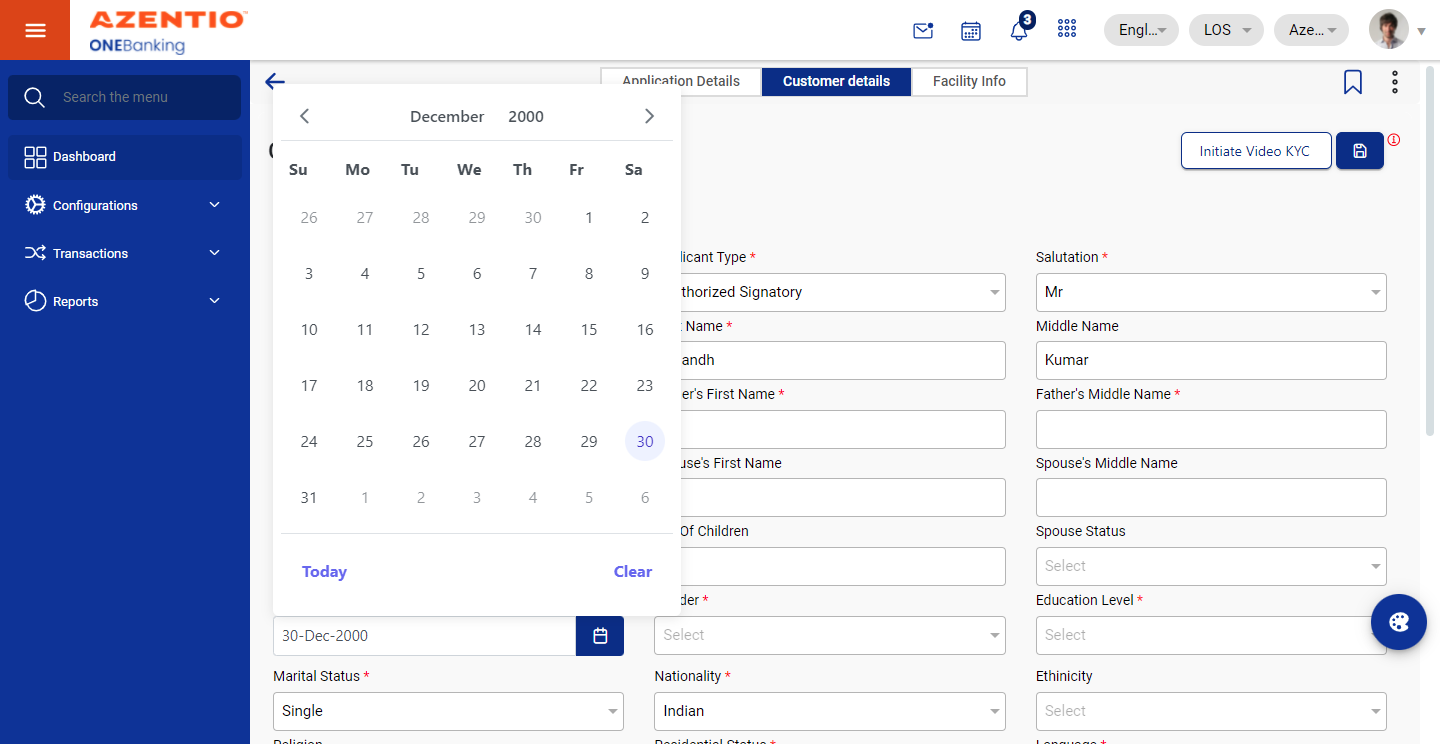 AZENTIO
ONEBanking
3
Engl...
LOS
Aze...
Search the menu
Dashboard
Configurations
Transactions
Reports
Application Details
Customer details
Facility Info
Initiate Video KYC
December 2000
Su Mo Tu We Th Fr Sa
26 27 28 29 30 1 2
3 4 5 6 7 8 9
10 11 12 13 14 15 16
17 18 19 20 21 22 23
24 25 26 27 28 29 30
31 1 2 3 4 5 6
Today Clear
licant Type *
Salutation *
thorized Signatory
Mr
Name *
Middle Name
andh
Kumar
er's First Name *
Father's Middle Name *
use's First Name
Spouse's Middle Name
Of Children
Spouse Status
Select
der *
Education Level *
30-Dec-2000
Select
Select
Marital Status *
Nationality *
Ethnicity
Single
Indian
Select
Religion
Residential Status *
Language *